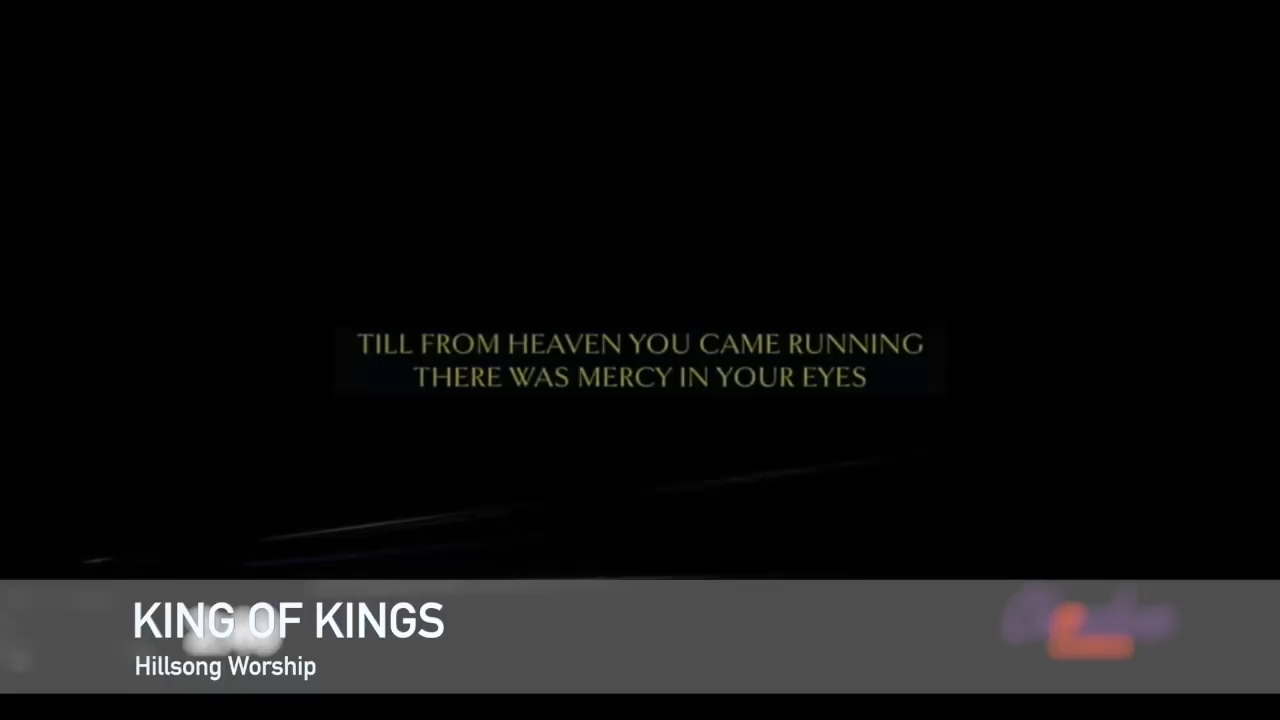 TILL FROM HEAVEN YOU CAME RUNNING
THERE WAS MERCY IN YOUR EYES
KING OF KINGS
Hillsong Worship